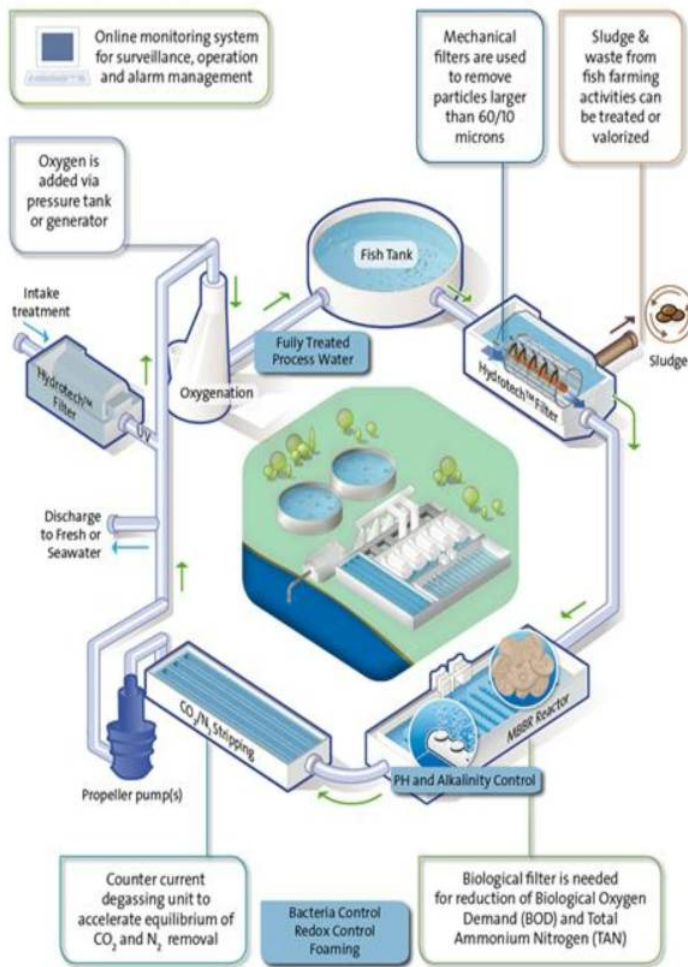 Online monitoring system
for surveillance, operation
and alarm management
Mechanical
filters are used
to remove
particles larger
than 60/10
microns
Sludge &
waste from
fish farming
activities can
be treated or
valorized
Oxygen is
added via
pressure tank
or generator
Fish Tank
Intake
treatment
Hydrotech™
Filter
UV
Oxygenation
Fully Treated
Process Water
Hydrotech™ Filter
Sludge
Discharge
to Fresh or
Seawater
CO₂/N₂ Stripping
MBBR Reactor
PH and Alkalinity Control
Propeller pump(s)
Counter current
degassing unit to
accelerate equilibrium of
CO₂ and N₂ removal
Bacteria Control
Redox Control
Foaming
Biological filter is needed
for reduction of Biological Oxygen
Demand (BOD) and Total
Ammonium Nitrogen (TAN)